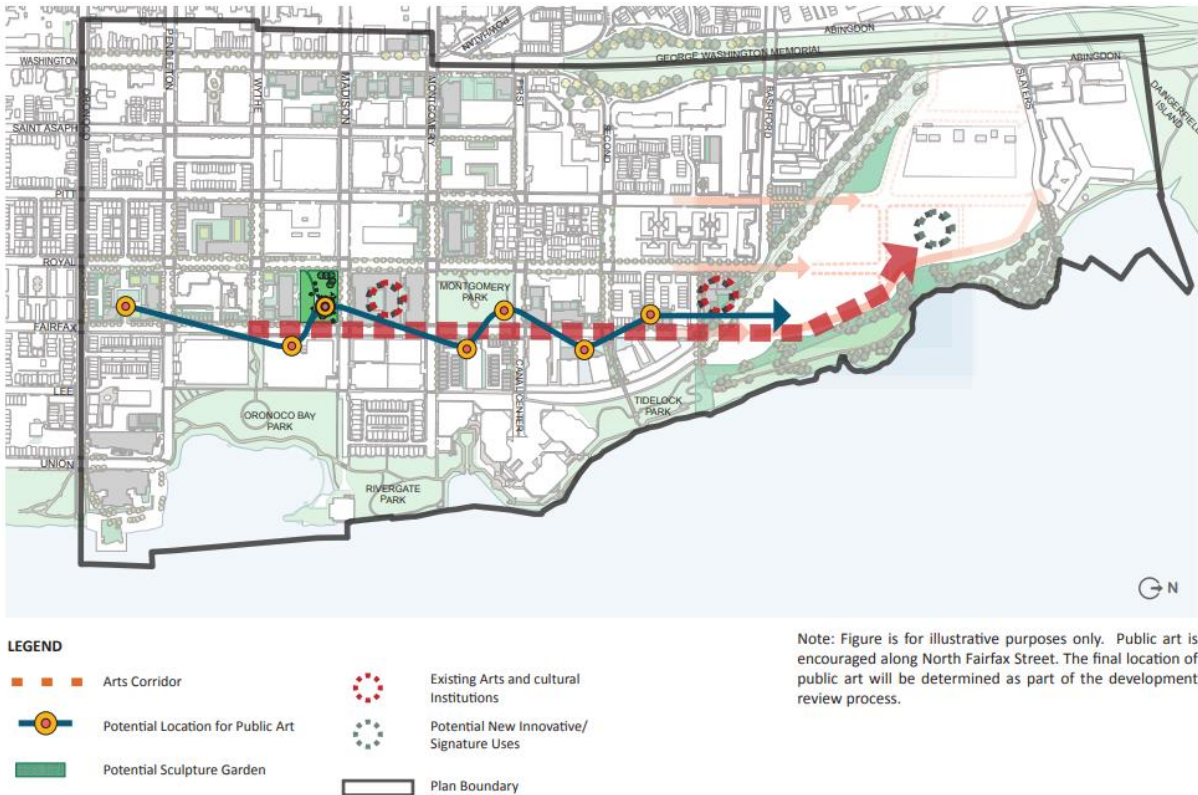 POWHATAN
ABINGDON
GEORGE WASHINGTON MEMORIAL
ABINGDON
WASHINGTON
PENDLETON
ORONOCO
WYTHE
MADISON
MONTGOMERY
FIRST
SECOND
BASHFORD
SLATERS
DAINGERFIELD
ISLAND
SAINT ASAPH
PITT
ROYAL
MONTGOMERY
PARK
FAIRFAX
CANAL CENTER
LEE
TIDELOCK
PARK
ORONOCO BAY
PARK
UNION
RIVERGATE
PARK
N
LEGEND
Arts Corridor
Potential Location for Public Art
Potential Sculpture Garden
Existing Arts and cultural
Institutions
Potential New Innovative/
Signature Uses
Plan Boundary
Note: Figure is for illustrative purposes only. Public art is
encouraged along North Fairfax Street. The final location of
public art will be determined as part of the development
review process.